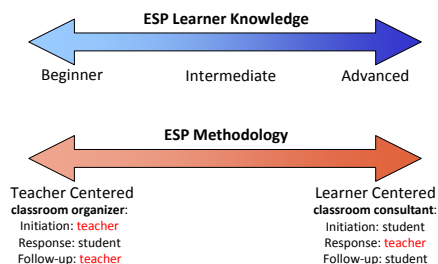 ESP Learner Knowledge
Beginner Intermediate Advanced
ESP Methodology
Teacher Centered
classroom organizer:
Initiation: teacher
Response: student
Follow-up: teacher
Learner Centered
classroom consultant:
Initiation: student
Response: teacher
Follow-up: student